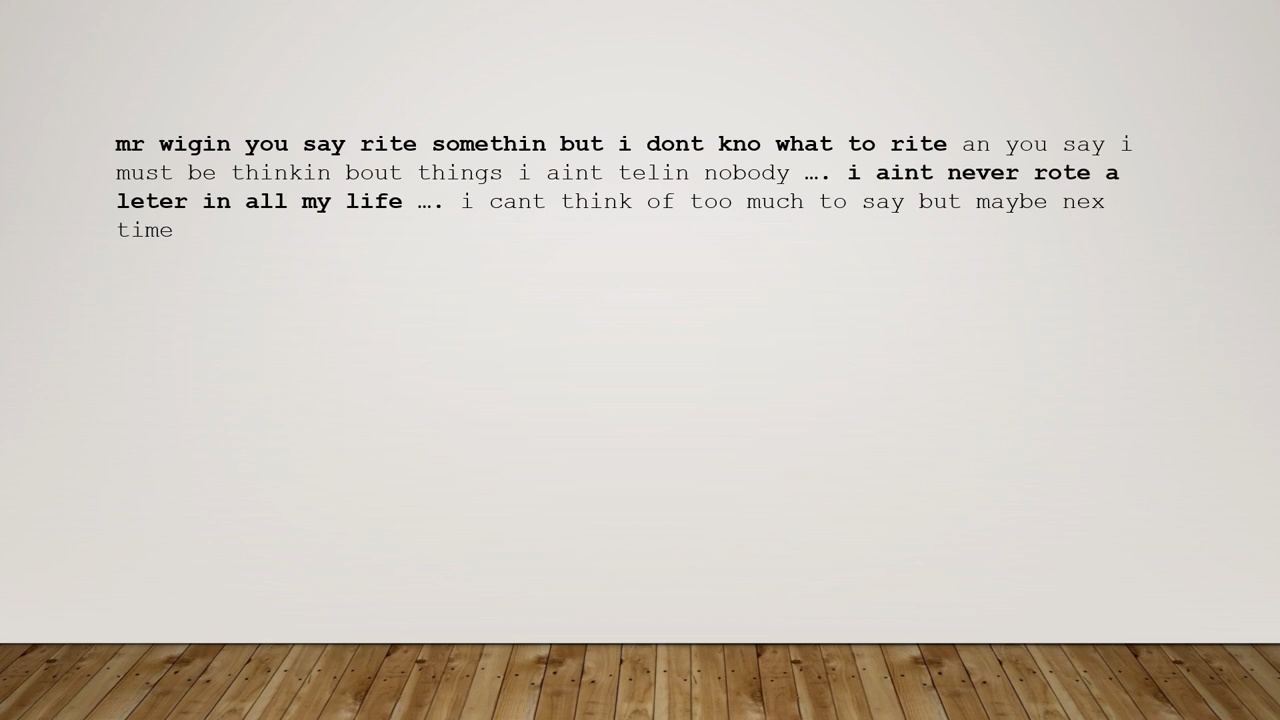 mr wigin you say rite somethin but i dont kno what to rite an you say i
must be thinkin bout things i aint telin nobody …. i aint never rote a
leter in all my life …. i cant think of too much to say but maybe nex
time